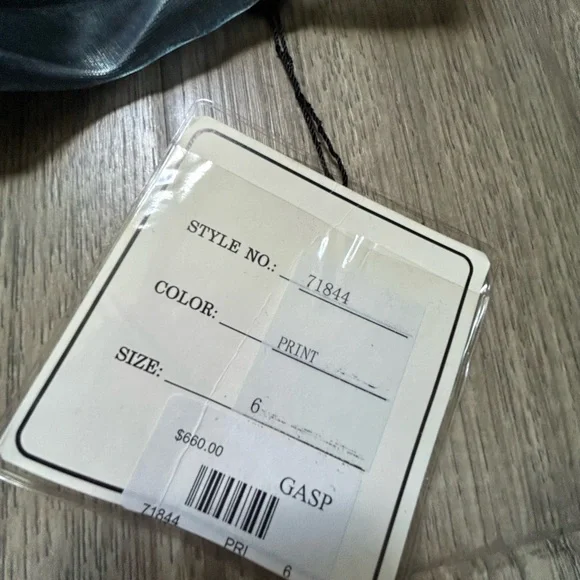 STYLE NO.: 71844
COLOR: PRINT
SIZE: 6
$660.00
GASP
71844 PRI 6